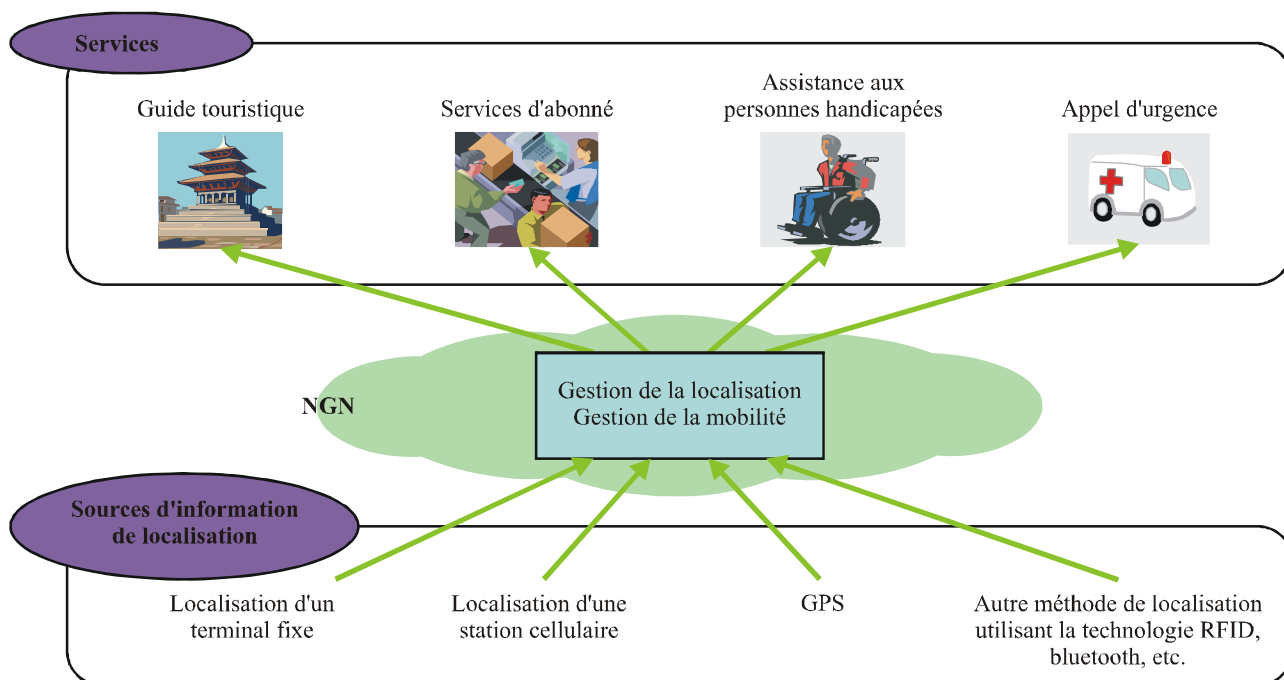 Services
Guide touristique
Services d'abonné
Assistance aux
personnes handicapées
Appel d'urgence
NGN
Gestion de la localisation
Gestion de la mobilité
Sources d'information
de localisation
Localisation d'un
terminal fixe
Localisation d'une
station cellulaire
GPS
Autre méthode de localisation
utilisant la technologie RFID,
bluetooth, etc.